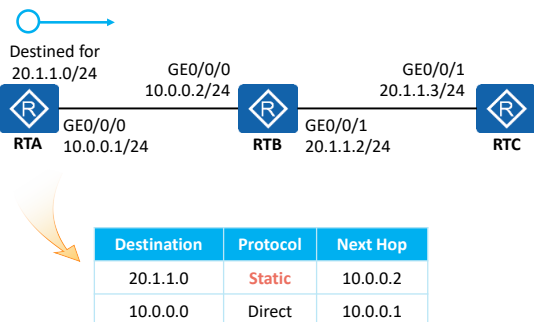 Destined for
20.1.1.0/24
GE0/0/0
10.0.0.2/24
GE0/0/1
20.1.1.3/24
R
R
R
RTA
GE0/0/0
10.0.0.1/24
RTB
GE0/0/1
20.1.1.2/24
RTC
Destination Protocol Next Hop
20.1.1.0 Static 10.0.0.2
10.0.0.0 Direct 10.0.0.1